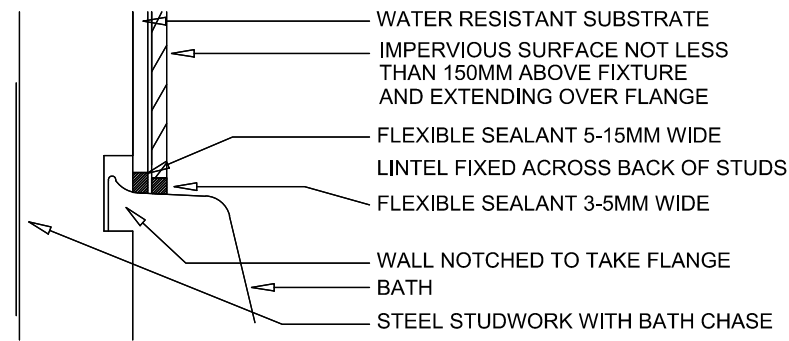 WATER RESISTANT SUBSTRATE
IMPERVIOUS SURFACE NOT LESS
THAN 150MM ABOVE FIXTURE
AND EXTENDING OVER FLANGE
FLEXIBLE SEALANT 5-15MM WIDE
LINTEL FIXED ACROSS BACK OF STUDS
FLEXIBLE SEALANT 3-5MM WIDE
WALL NOTCHED TO TAKE FLANGE
BATH
STEEL STUDWORK WITH BATH CHASE